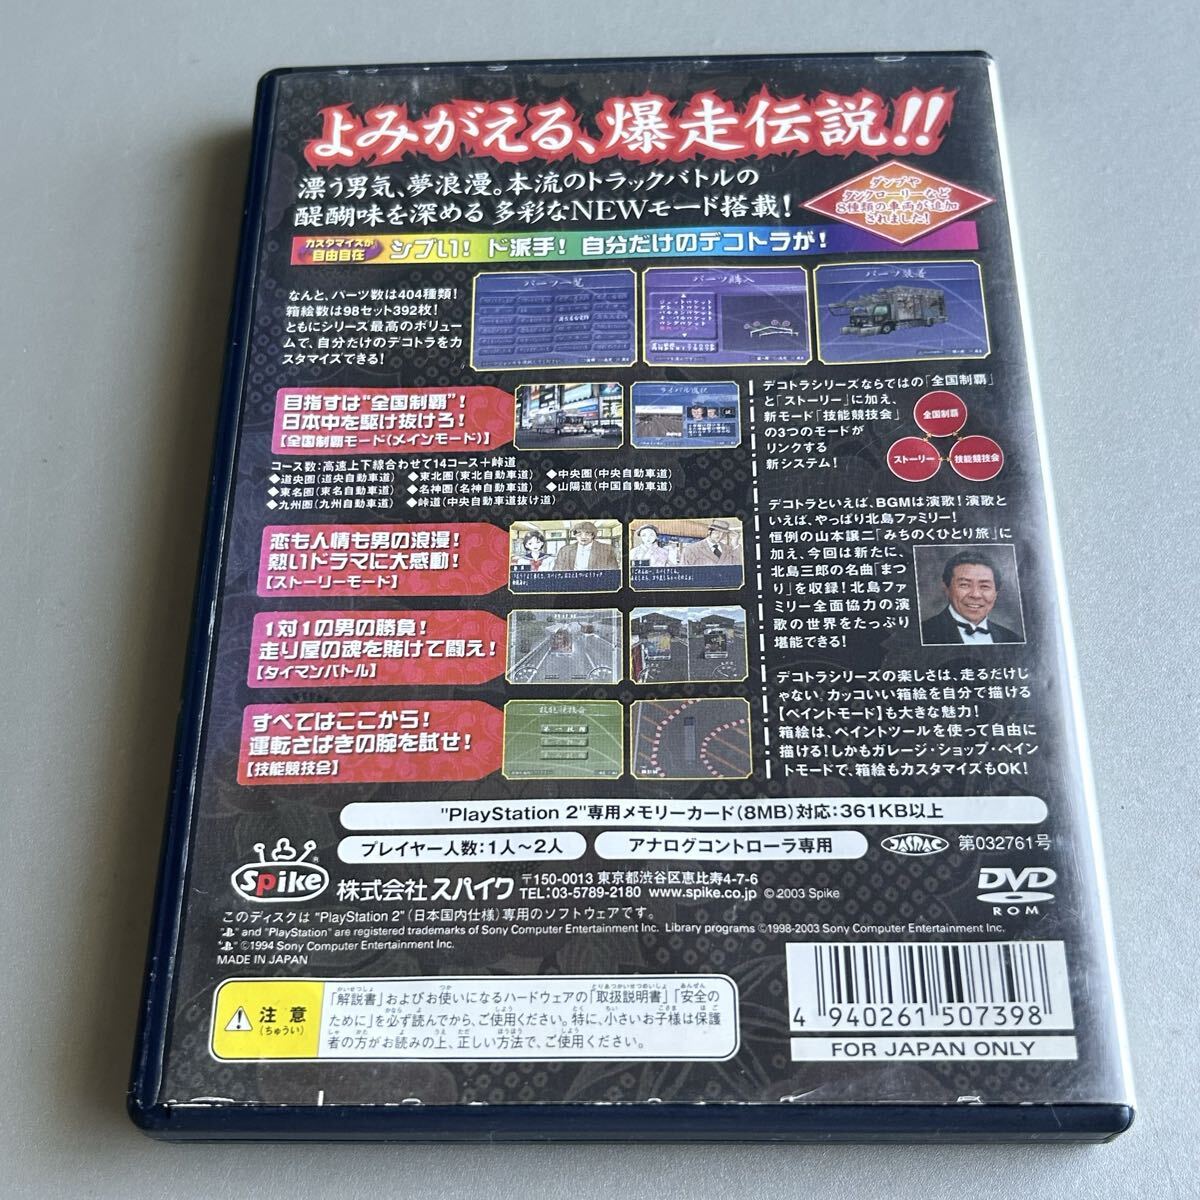 よみがえる、爆走伝説!!
漂う男気、夢浪漫。本流のトラックバトルの
醍醐味を深める 多彩なNEWモード搭載!
ダンプや
タンクローリーなど
8種類の車両が追加
されました!
カスタマイズが
自由自在
シブい! ド派手! 自分だけのデコトラが!
なんと、パーツ数は404種類!
箱絵数は98セット392枚!
ともにシリーズ最高のボリュー
ムで、自分だけのデコトラをカ
スタマイズできる!
パーツ一覧
パーツ購入
パーツ装着
目指すは“全国制覇”!
日本中を駆け抜けろ!
【全国制覇モード(メインモード)】
ライバル選択
コース数:高速上下線合わせて14コース+峠道
◆道央圏(道央自動車道) ◆東北圏(東北自動車道) ◆中央圏(中央自動車道)
◆東名圏(東名自動車道) ◆名神圏(名神自動車道) ◆山陽道(中国自動車道)
◆九州圏(九州自動車道) ◆峠道(中央自動車道抜け道)
恋も人情も男の浪漫!
熱いドラマに大感動!
【ストーリーモード】
1対1の男の勝負!
走り屋の魂を賭けて闘え!
【タイマンバトル】
すべてはここから!
運転さばきの腕を試せ!
【技能競技会】
技能競技会
デコトラシリーズならではの「全国制覇」
と「ストーリー」に加え、
新モード「技能競技会」
の3つのモードが
リンクする
新システム!
全国制覇
ストーリー
技能競技会
デコトラといえば、BGMは演歌! 演歌と
いえば、やっぱり北島ファミリー!
恒例の山本譲二「みちのくひとり旅」に
加え、今回は新たに、
北島三郎の名曲「まつ
り」を収録! 北島ファ
ミリー全面協力の演
歌の世界をたっぷり
堪能できる!
デコトラシリーズの楽しさは、走るだけじ
ゃない。カッコいい箱絵を自分で描ける
【ペイントモード】も大きな魅力!
箱絵は、ペイントツールを使って自由に
描ける! しかもガレージ・ショップ・ペイン
トモードで、箱絵もカスタマイズもOK!
"PlayStation 2"専用メモリーカード(8MB)対応:361KB以上
プレイヤー人数:1人~2人
アナログコントローラ専用
JASRAC 第032761号
spike ®
株式会社 スパイク
〒150-0013 東京都渋谷区恵比寿4-7-6
TEL:03-5789-2180 www.spike.co.jp ©2003 Spike
DVD
ROM
このディスクは "PlayStation 2"(日本国内仕様)専用のソフトウェアです。
" " and "PlayStation" are registered trademarks of Sony Computer Entertainment Inc. Library programs ©1998-2003 Sony Computer Entertainment Inc.
" " ©1994 Sony Computer Entertainment Inc.
MADE IN JAPAN
注意
(ちゅうい)
「解説書」およびお使いになるハードウェアの「取扱説明書」「安全の
ために」を必ず読んでから、ご使用ください。特に、小さいお子様は保護
者の方がお読みの上、正しい方法で、ご使用ください。
4 940261 507398
FOR JAPAN ONLY